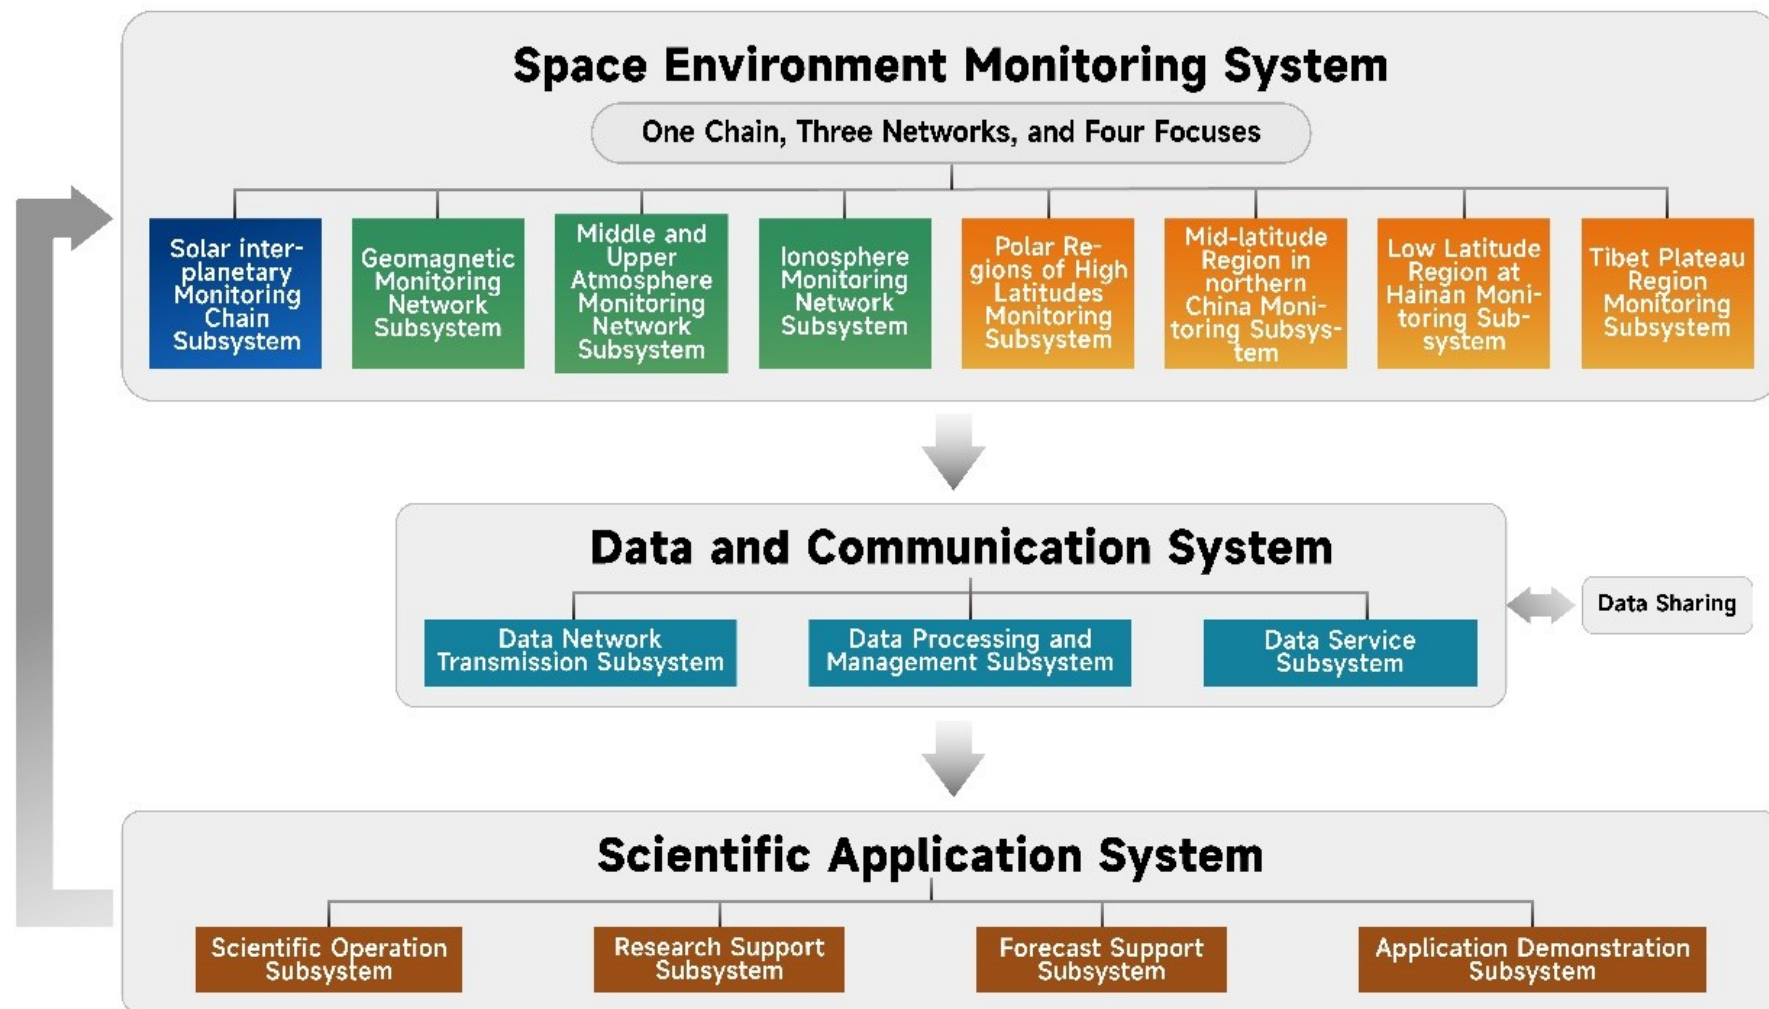 Space Environment Monitoring System
One Chain, Three Networks, and Four Focuses
Solar inter-
planetary
Monitoring
Chain
Subsystem
Geomagnetic
Monitoring
Network
Subsystem
Middle and
Upper
Atmosphere
Monitoring
Network
Subsystem
Ionosphere
Monitoring
Network
Subsystem
Polar Re-
gions of High
Latitudes
Monitoring
Subsystem
Mid-latitude
Region in
northern
China Moni-
toring Subsys-
tem
Low Latitude
Region at
Hainan Moni-
toring Sub-
system
Tibet Plateau
Region
Monitoring
Subsystem
Data and Communication System
Data Network
Transmission Subsystem
Data Processing and
Management Subsystem
Data Service
Subsystem
Data Sharing
Scientific Application System
Scientific Operation
Subsystem
Research Support
Subsystem
Forecast Support
Subsystem
Application Demonstration
Subsystem